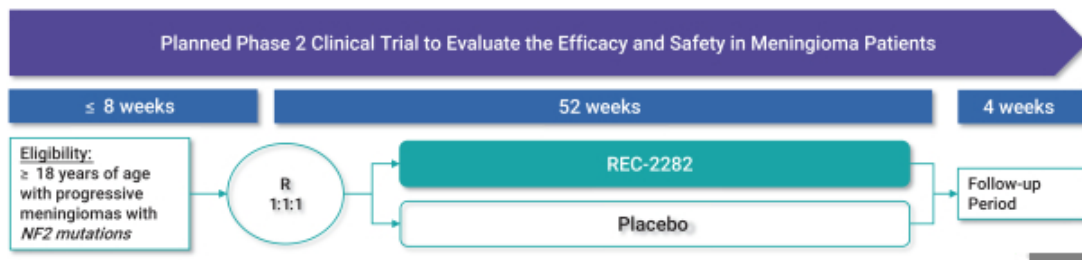 Planned Phase 2 Clinical Trial to Evaluate the Efficacy and Safety in Meningioma Patients
≤ 8 weeks
52 weeks
4 weeks
Eligibility:
≥ 18 years of age
with progressive
meningiomas with
NF2 mutations
R
1:1:1
REC-2282
Placebo
Follow-up
Period